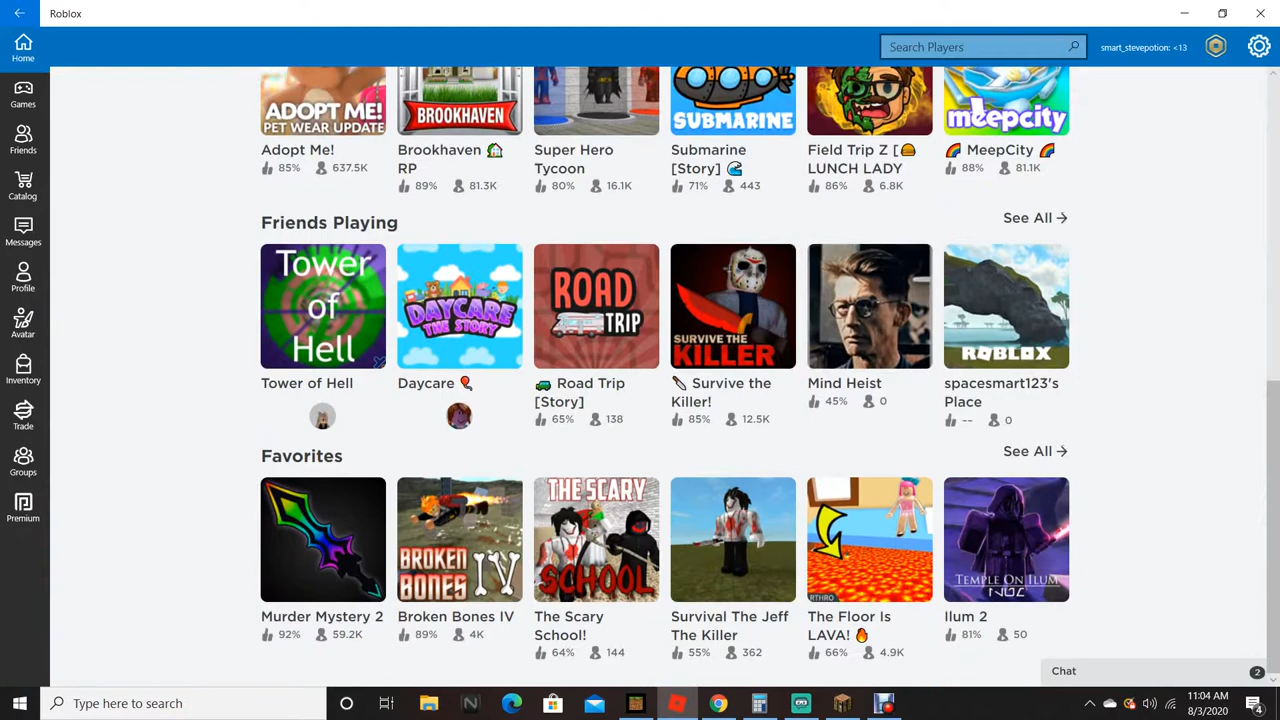 Roblox
Home
Search Players
smart_stevepotion: <13
Games
Friends
Catalog
Messages
Profile
Avatar
Inventory
Trade
Groups
Premium
ADOPT ME!
PET WEAR UPDATE
BROOKHAVEN
SUBMARINE
meepcity
Adopt Me!
85% 637.5K
Brookhaven 🏡
RP
89% 81.3K
Super Hero
Tycoon
80% 16.1K
Submarine
[Story] 🌊
71% 443
Field Trip Z [🍔
LUNCH LADY
86% 6.8K
🌈 MeepCity 🌈
88% 81.1K
Friends Playing
See All
Tower
of
Hell
DAYCARE
THE STORY
ROAD
TRIP
SURVIVE THE
KILLER
ROBLOX
Tower of Hell
Daycare 🎈
🚙 Road Trip
[Story]
65% 138
🔪 Survive the
Killer!
85% 12.5K
Mind Heist
45% 0
spacesmart123's
Place
-- 0
Favorites
See All
BROKEN
BONES IV
THE SCARY
SCHOOL
RTHRO
TEMPLE ON ILUM
Murder Mystery 2
92% 59.2K
Broken Bones IV
89% 4K
The Scary
School!
64% 144
Survival The Jeff
The Killer
55% 362
The Floor Is
LAVA! 🔥
66% 4.9K
Ilum 2
81% 50
Chat
2
Type here to search
11:04 AM
8/3/2020
4